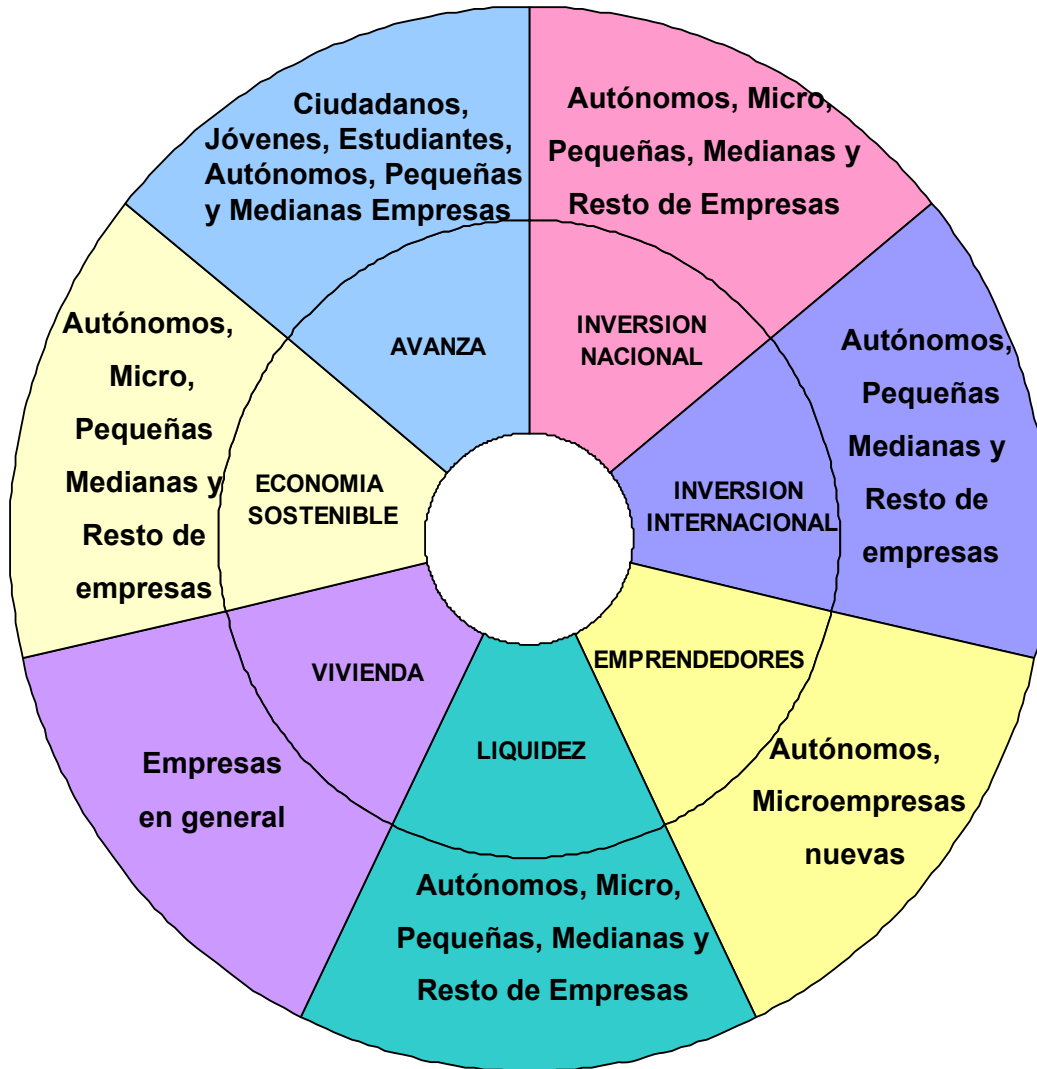 Ciudadanos,
Jóvenes, Estudiantes,
Autónomos, Pequeñas
y Medianas Empresas
AVANZA
Autónomos, Micro,
Pequeñas, Medianas y
Resto de Empresas
INVERSION
NACIONAL
Autónomos,
Pequeñas
Medianas y
Resto de
empresas
INVERSION
INTERNACIONAL
EMPRENDEDORES
Autónomos,
Microempresas
nuevas
LIQUIDEZ
Autónomos, Micro,
Pequeñas, Medianas y
Resto de Empresas
VIVIENDA
Empresas
en general
Autónomos,
Micro,
Pequeñas
Medianas y
Resto de
empresas
ECONOMIA
SOSTENIBLE